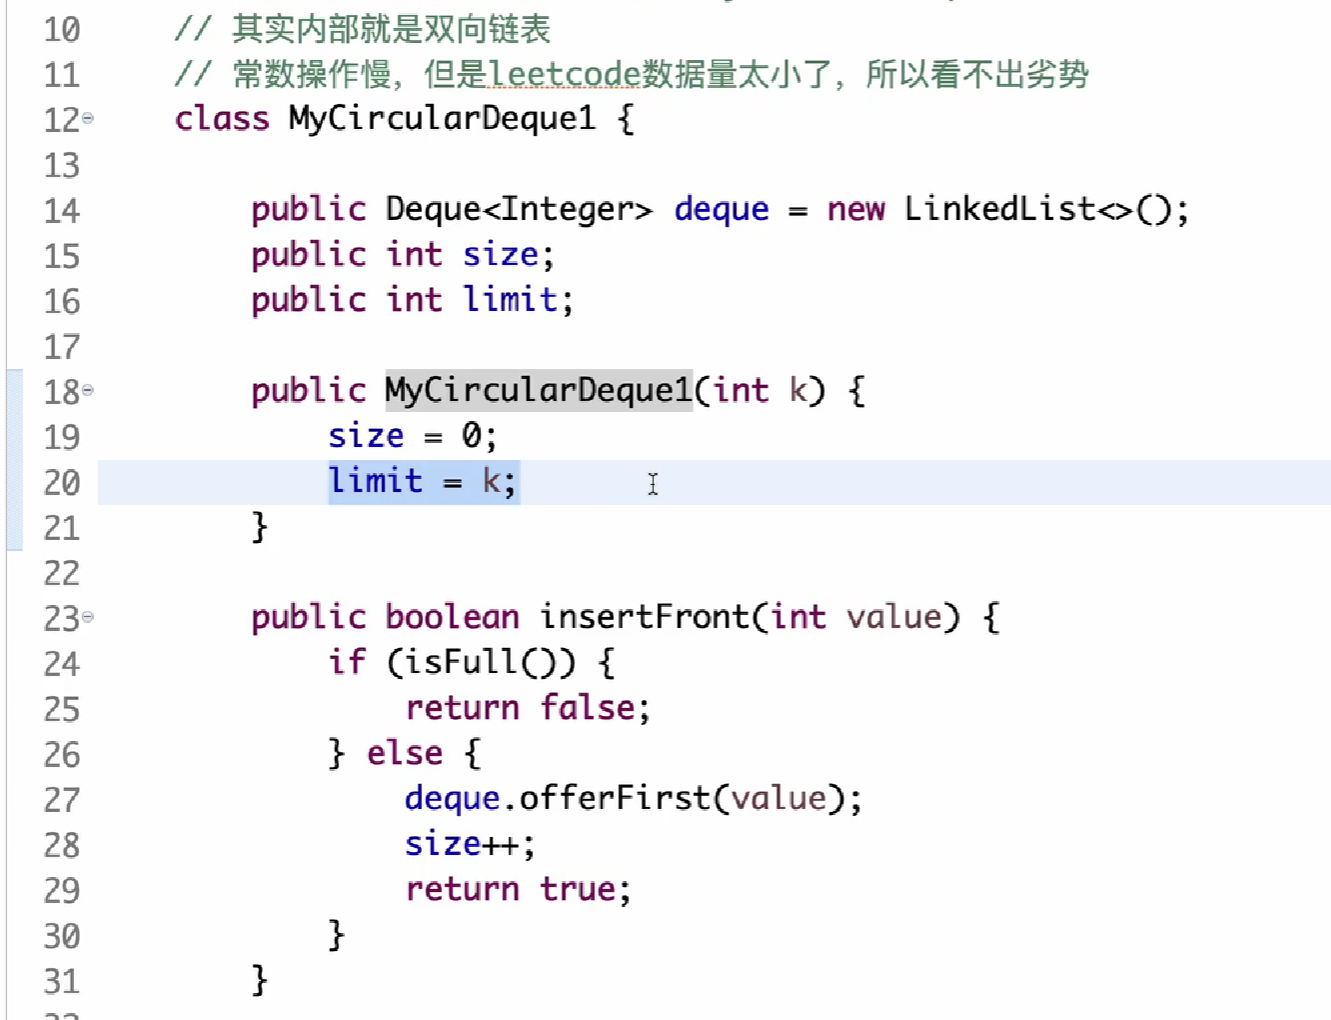 10 // 其实内部就是双向链表
11 // 常数操作慢，但是leetcode数据量太小了，所以看不出劣势
12 class MyCircularDeque1 {
13
14 public Deque<Integer> deque = new LinkedList<>();
15 public int size;
16 public int limit;
17
18 public MyCircularDeque1(int k) {
19 size = 0;
20 limit = k;
21 }
22
23 public boolean insertFront(int value) {
24 if (isFull()) {
25 return false;
26 } else {
27 deque.offerFirst(value);
28 size++;
29 return true;
30 }
31 }